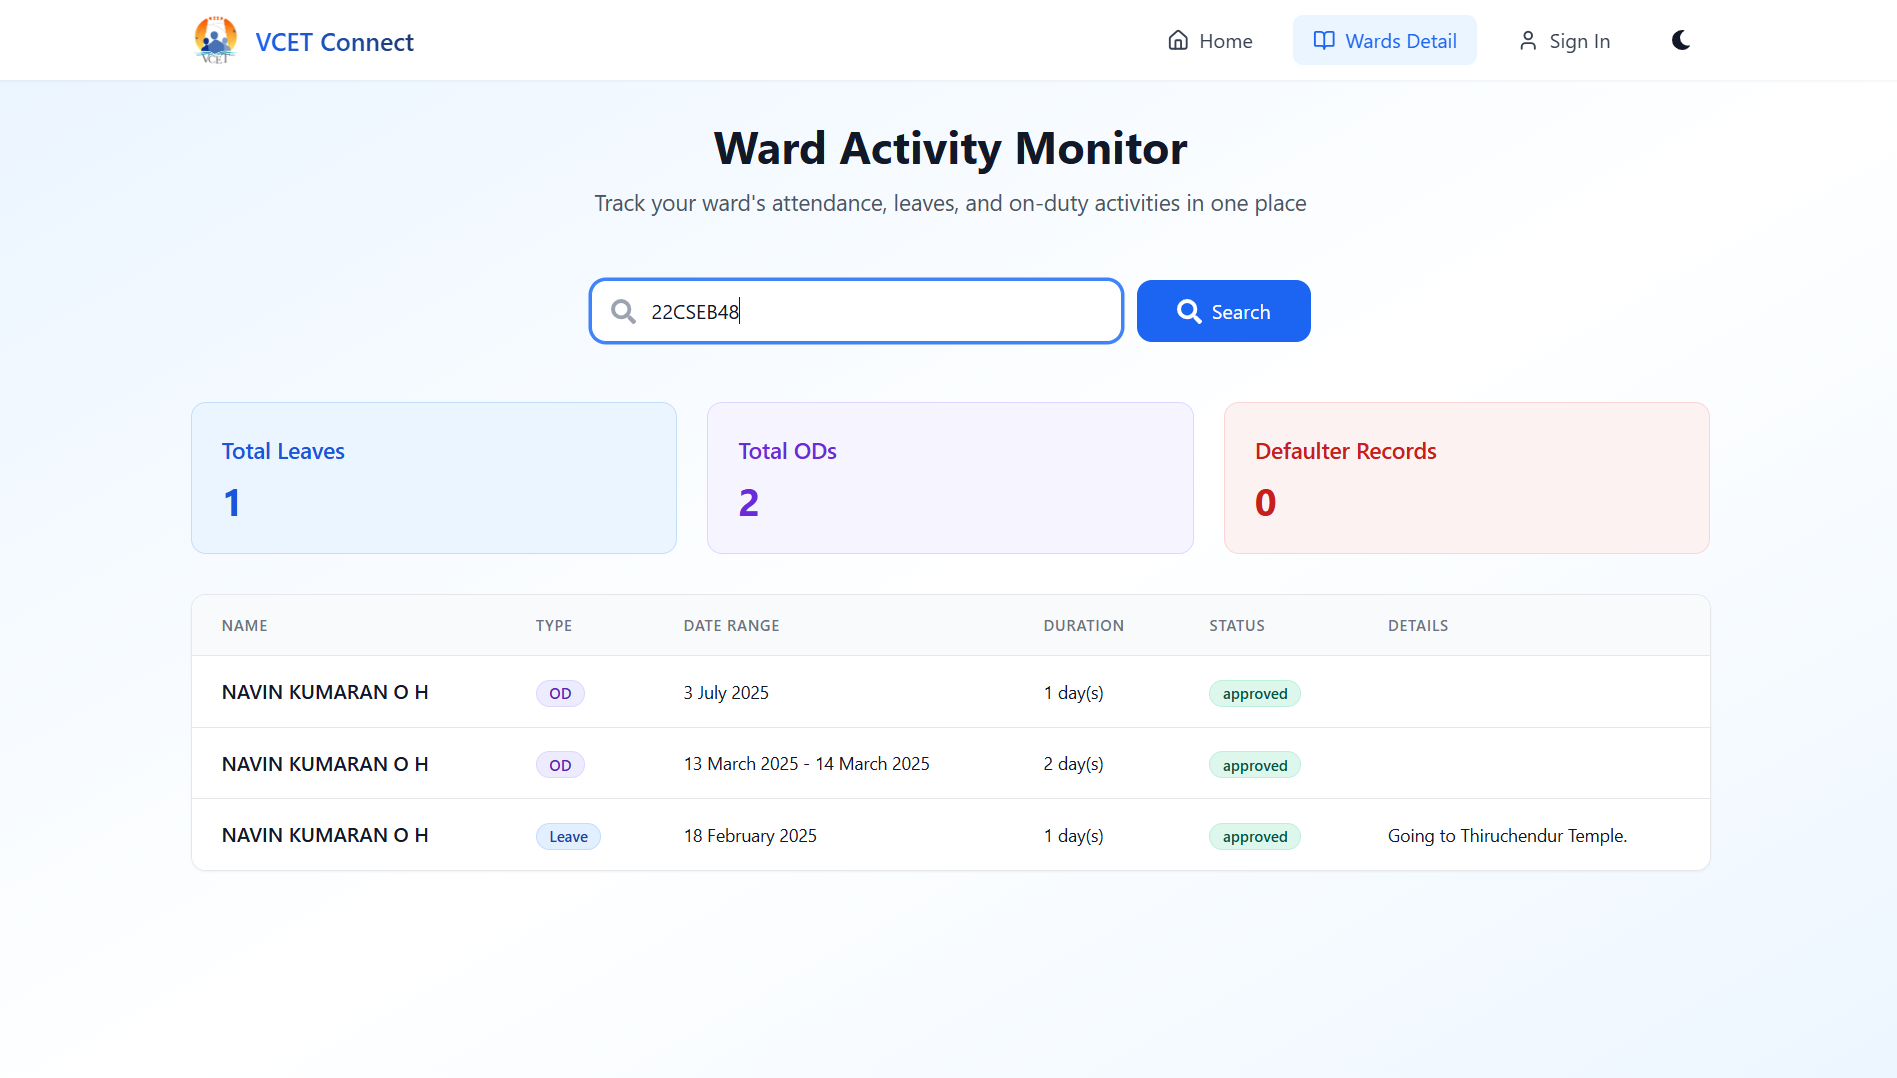 VCET
VCET Connect
Home
Wards Detail
Sign In
Ward Activity Monitor
Track your ward's attendance, leaves, and on-duty activities in one place
22CSEB48
Search
Total Leaves
1
Total ODs
2
Defaulter Records
0
NAME TYPE DATE RANGE DURATION STATUS DETAILS
NAVIN KUMARAN O H OD 3 July 2025 1 day(s) approved
NAVIN KUMARAN O H OD 13 March 2025 - 14 March 2025 2 day(s) approved
NAVIN KUMARAN O H Leave 18 February 2025 1 day(s) approved Going to Thiruchendur Temple.